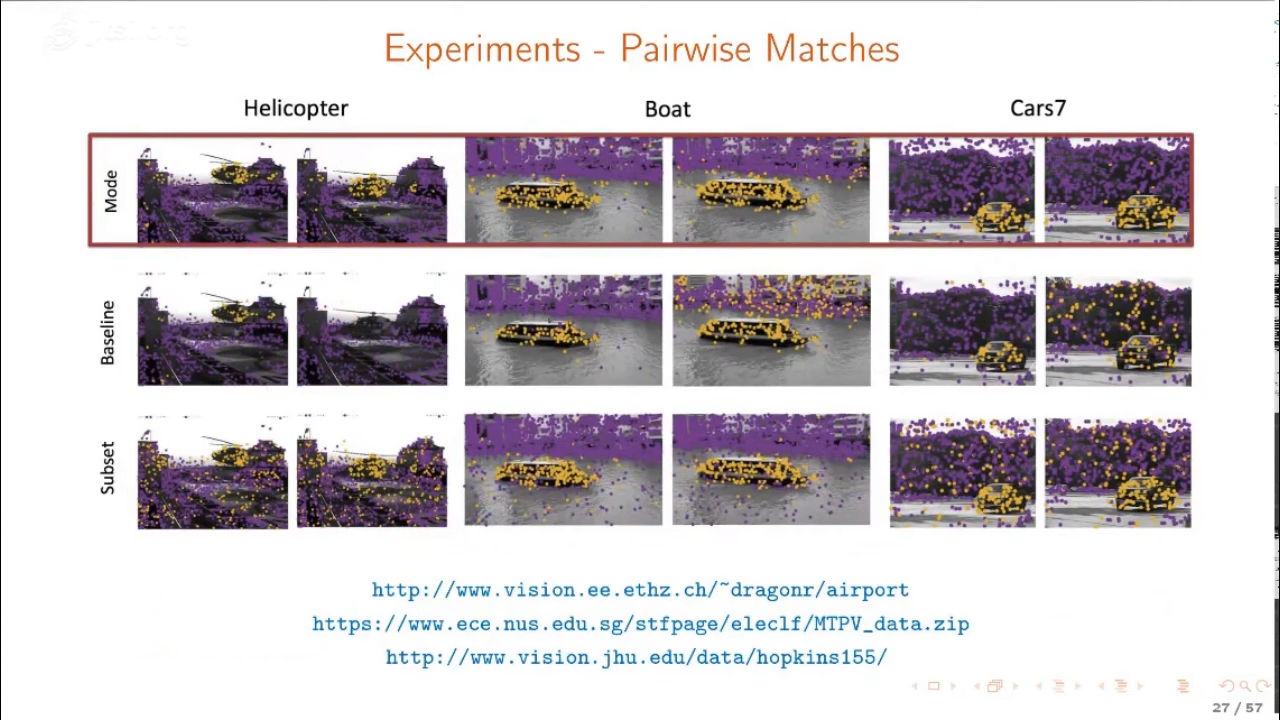 Experiments - Pairwise Matches
Helicopter Boat Cars7
Mode
Baseline
Subset
http://www.vision.ee.ethz.ch/~dragonr/airport
https://www.ece.nus.edu.sg/stfpage/eleclf/MTPV_data.zip
http://www.vision.jhu.edu/data/hopkins155/
27 / 57